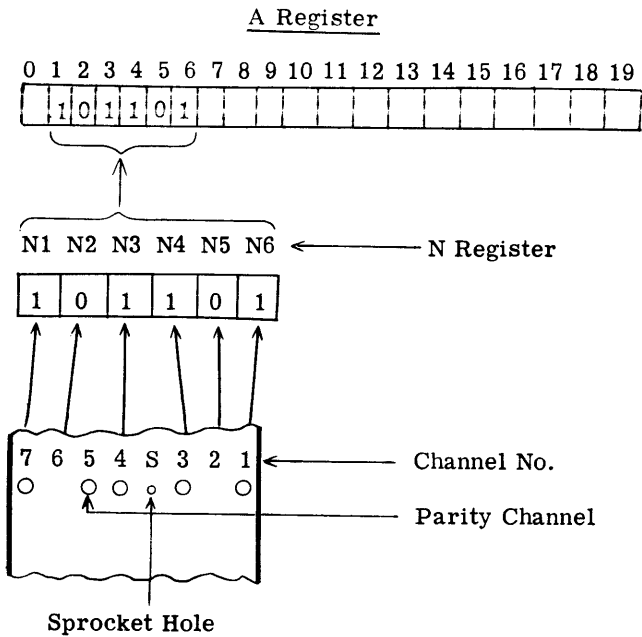 A Register
0 1 2 3 4 5 6 7 8 9 10 11 12 13 14 15 16 17 18 19
1 0 1 1 0 1
N1 N2 N3 N4 N5 N6
N Register
1 0 1 1 0 1
7 6 5 4 S 3 2 1
Channel No.
Parity Channel
Sprocket Hole